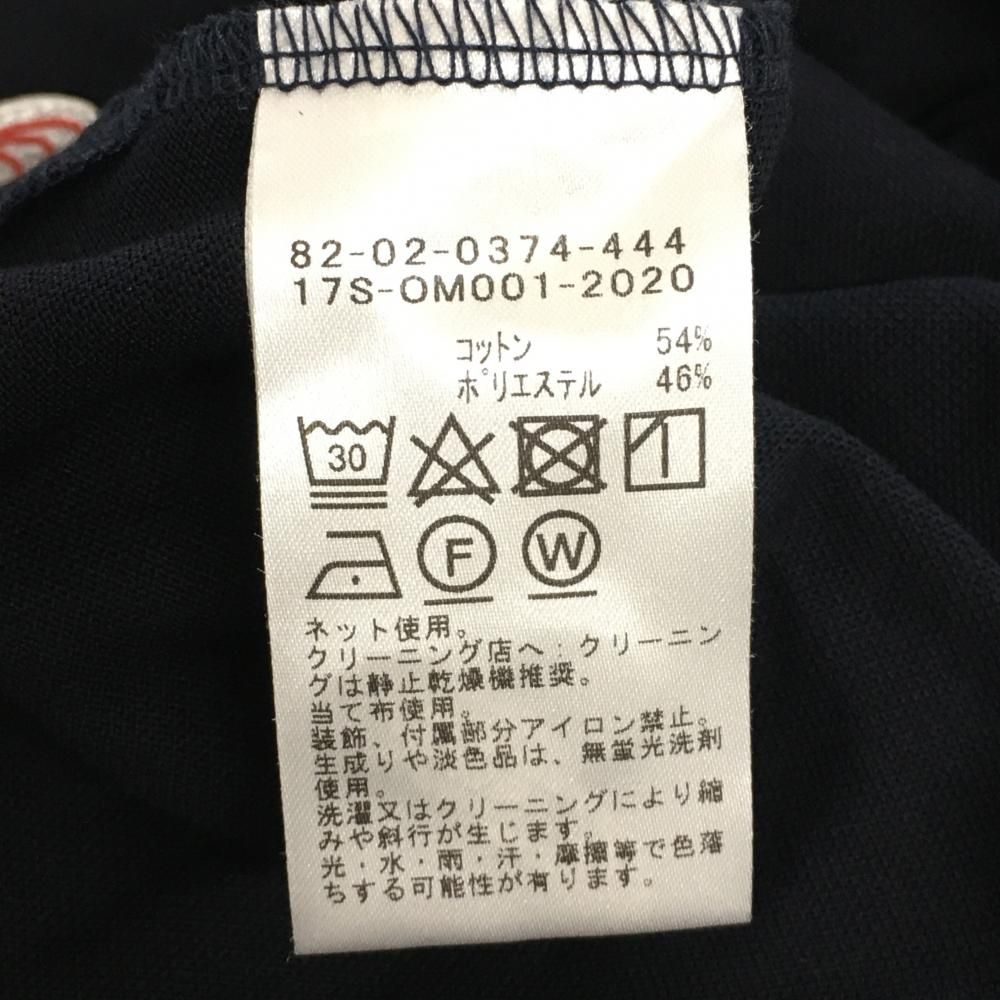 82-02-0374-444
17S-OM001-2020
コットン 54%
ポリエステル 46%
30
F W
ネット使用。
クリーニング店へ：クリーニン
グは静止乾燥機推奨。
当て布使用。
装飾、付属部分アイロン禁止。
生成りや淡色品は、無蛍光洗剤
使用。
洗濯又はクリーニングにより縮
みや斜行が生じます。
光・水・雨・汗・摩擦等で色落
ちする可能性が有ります。